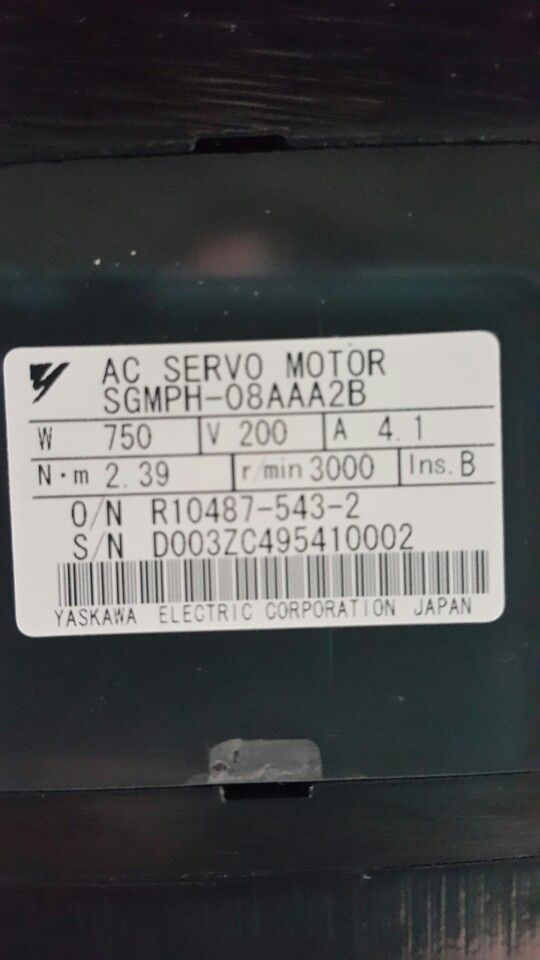 AC SERVO MOTOR
SGMPH-08AAA2B
W 750 V 200 A 4.1
N·m 2.39 r/min 3000 Ins. B
O/N R10487-543-2
S/N D003ZC495410002
YASKAWA ELECTRIC CORPORATION JAPAN